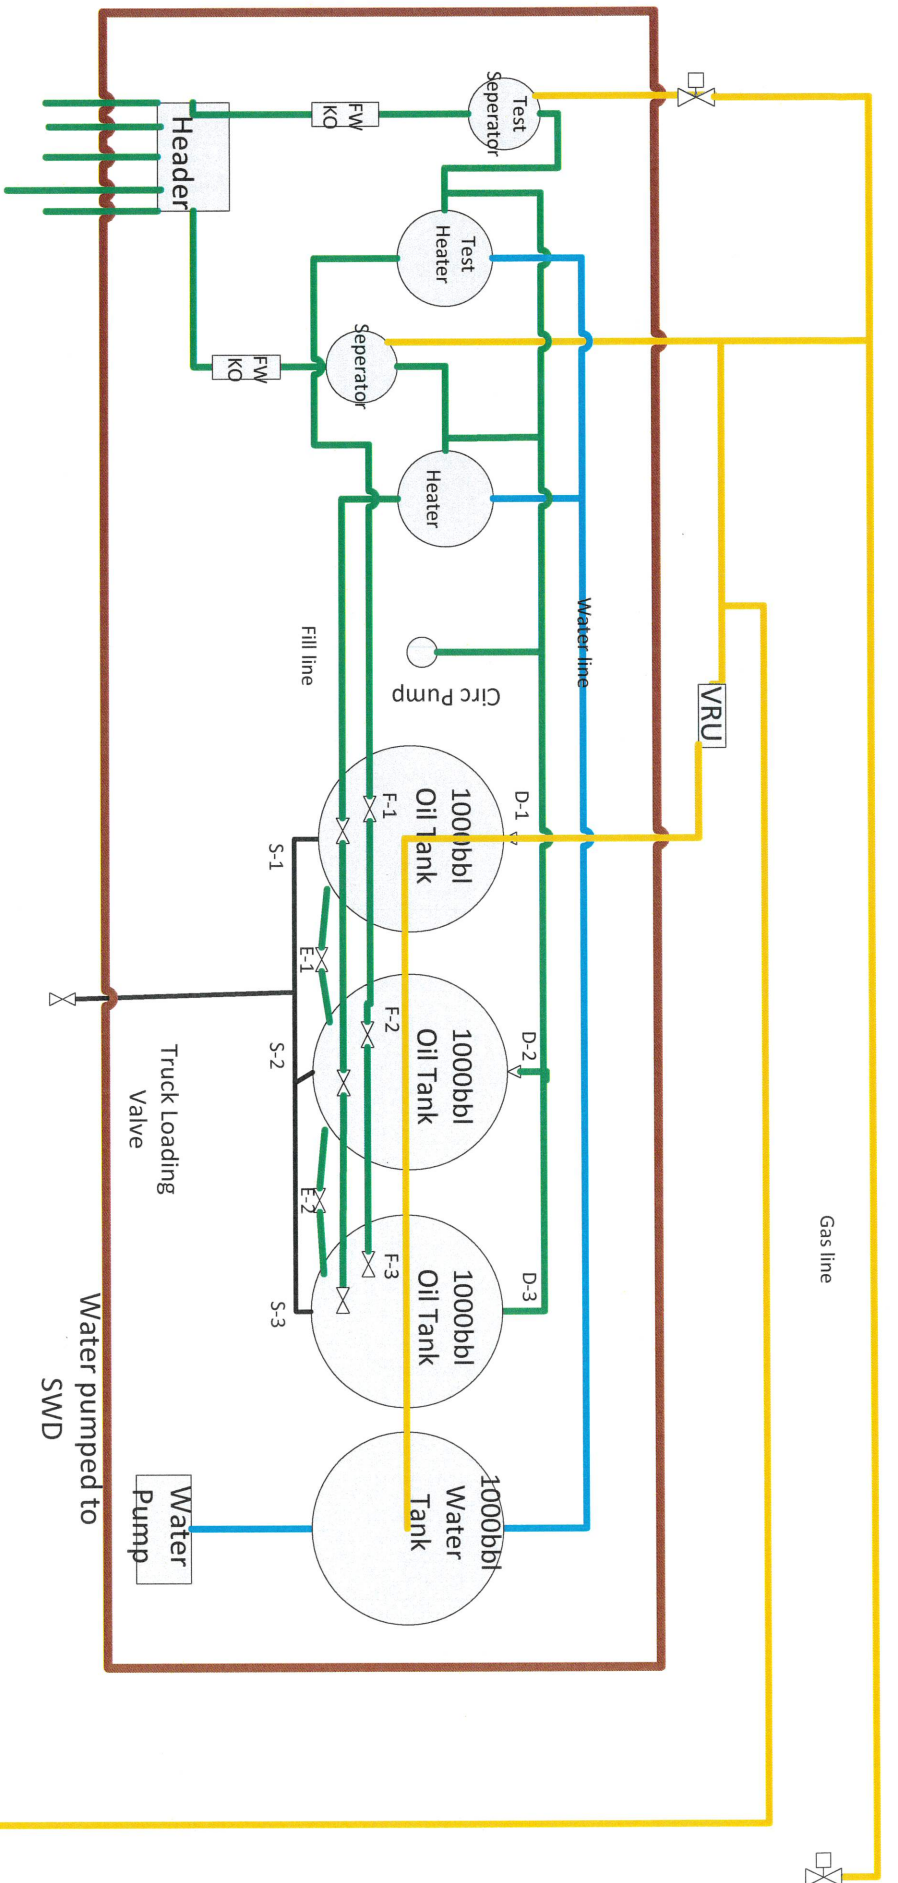 Test
Seperator
FW
KO
Header
Test
Heater
Seperator
FW
KO
Heater
Water line
Fill line
Circ Pump
VRU
D-1
1000bbl
Oil Tank
F-1
S-1
E-1
D-2
1000bbl
Oil Tank
F-2
S-2
Truck Loading
Valve
E-2
D-3
1000bbl
Oil Tank
F-3
S-3
Gas line
1000bbl
Water
Tank
Water
Pump
Water pumped to
SWD